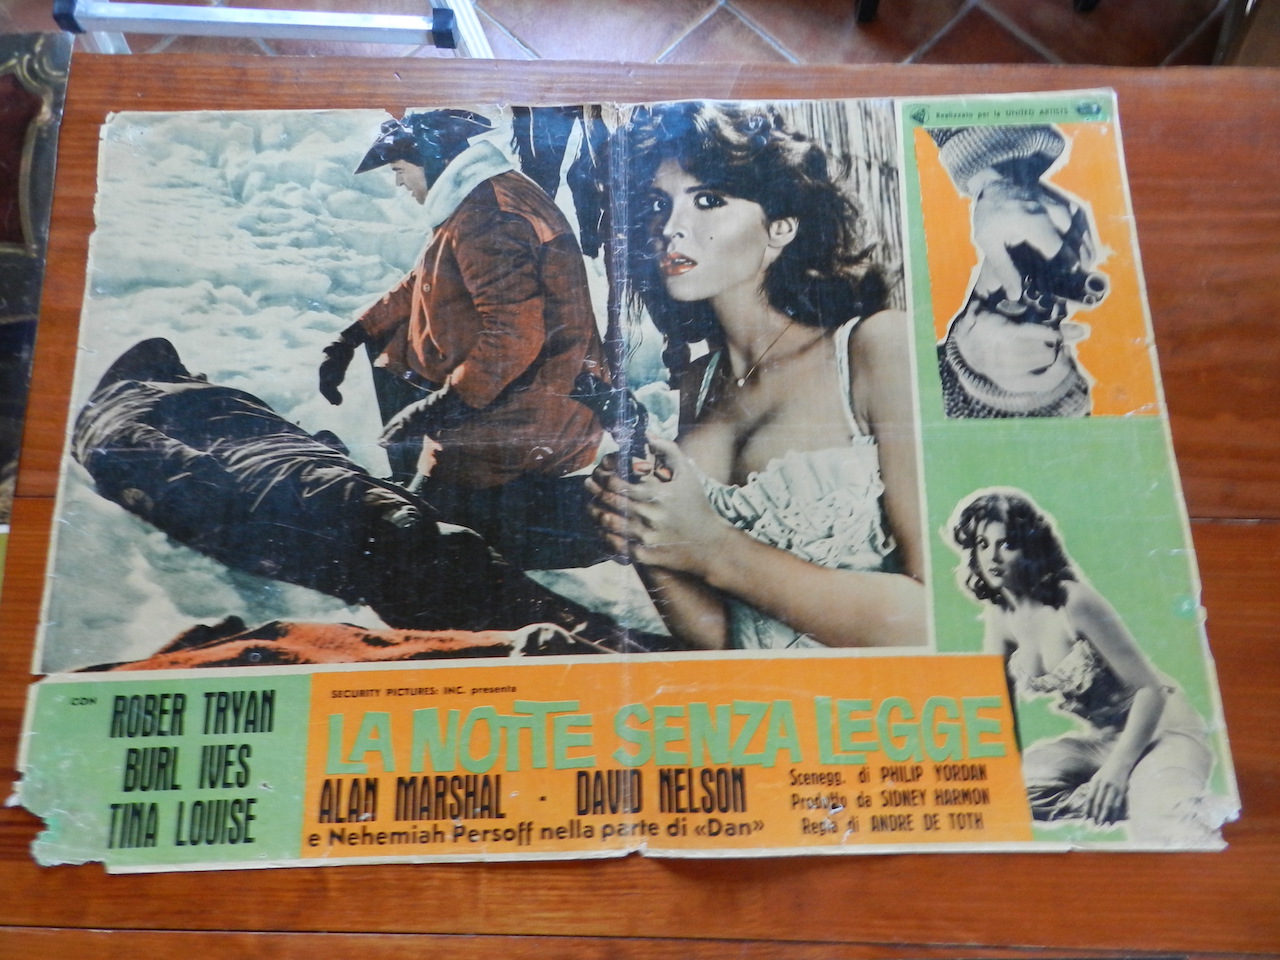 Realizzato per la UNITED ARTISTS
CON
ROBER TRYAN
BURL IVES
TINA LOUISE
SECURITY PICTURES: INC. presenta
LA NOTTE SENZA LEGGE
ALAN MARSHAL - DAVID NELSON
e Nehemiah Persoff nella parte di «Dan»
Scenegg. di PHILIP YORDAN
Prodotto da SIDNEY HARMON
Regia di ANDRE DE TOTH